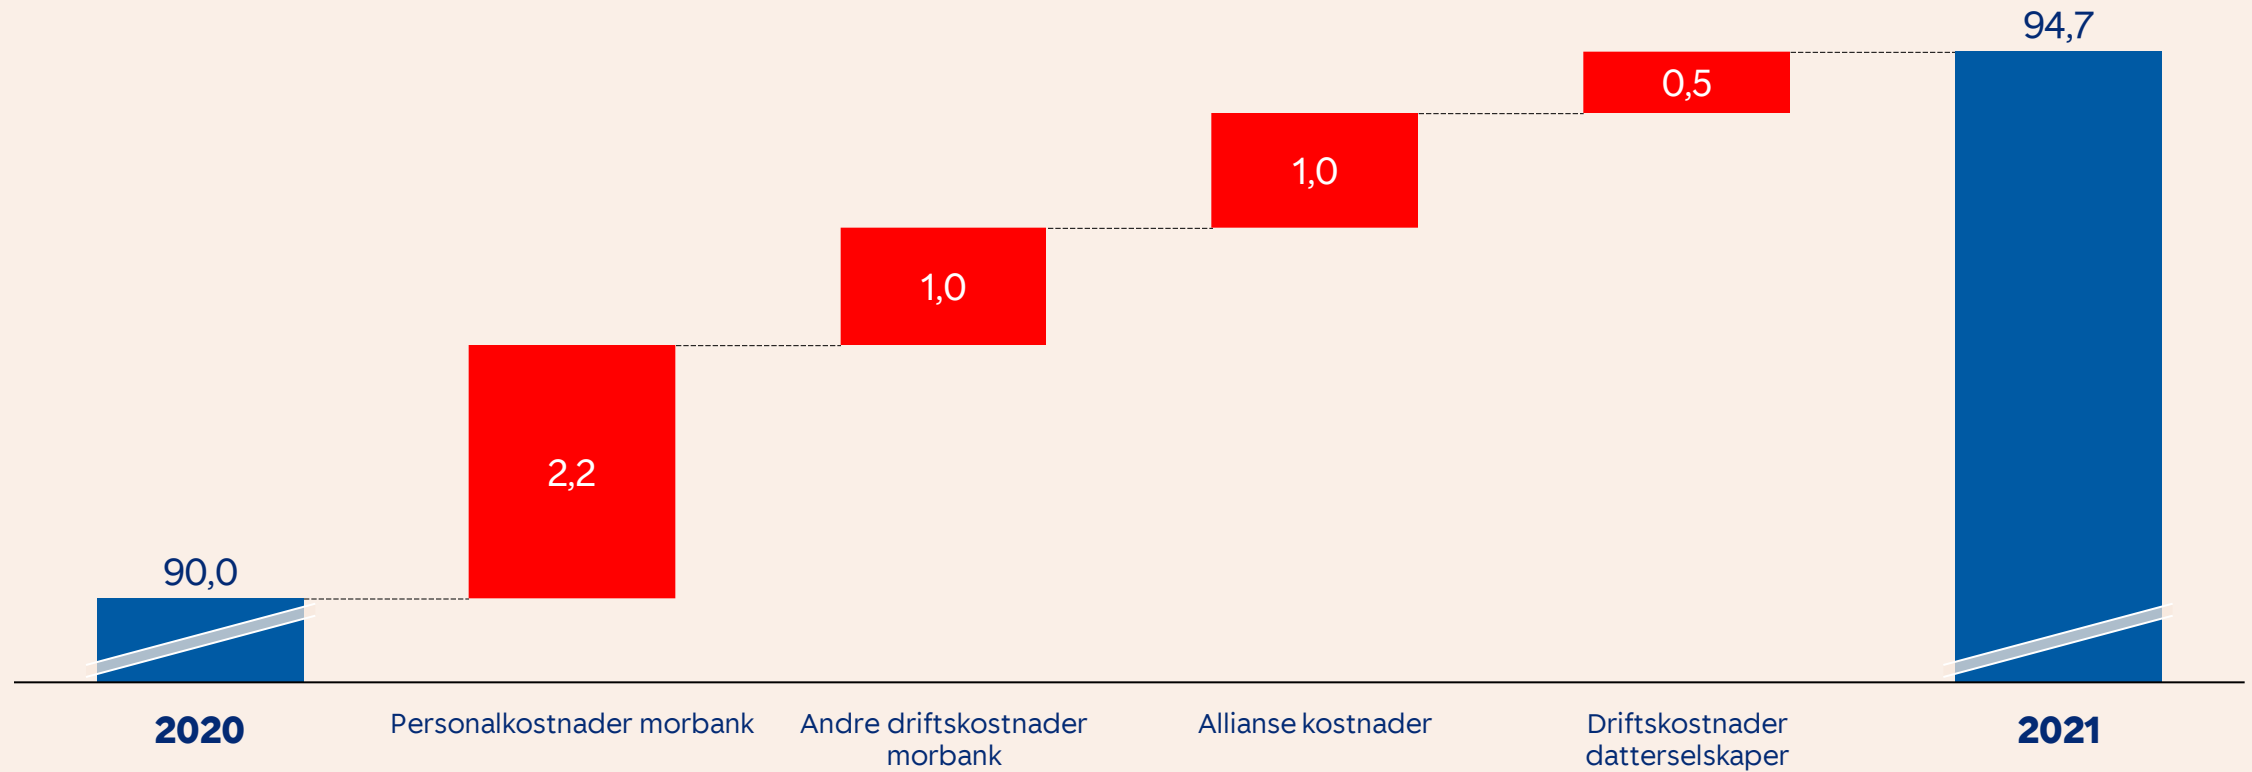 94,7
0,5
1,0
1,0
2,2
90,0
2020
Personalkostnader morbank
Andre driftskostnader
morbank
Allianse kostnader
Driftskostnader
datterselskaper
2021